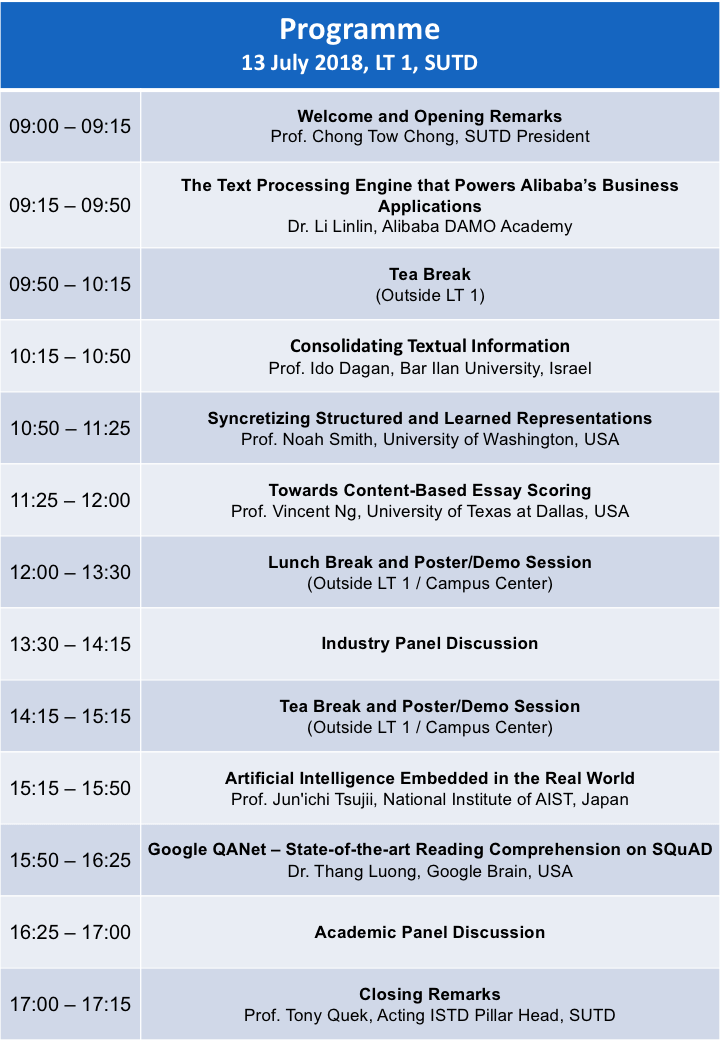 Programme
13 July 2018, LT 1, SUTD
09:00 – 09:15
Welcome and Opening Remarks
Prof. Chong Tow Chong, SUTD President
09:15 – 09:50
The Text Processing Engine that Powers Alibaba’s Business
Applications
Dr. Li Linlin, Alibaba DAMO Academy
09:50 – 10:15
Tea Break
(Outside LT 1)
10:15 – 10:50
Consolidating Textual Information
Prof. Ido Dagan, Bar Ilan University, Israel
10:50 – 11:25
Syncretizing Structured and Learned Representations
Prof. Noah Smith, University of Washington, USA
11:25 – 12:00
Towards Content-Based Essay Scoring
Prof. Vincent Ng, University of Texas at Dallas, USA
12:00 – 13:30
Lunch Break and Poster/Demo Session
(Outside LT 1 / Campus Center)
13:30 – 14:15
Industry Panel Discussion
14:15 – 15:15
Tea Break and Poster/Demo Session
(Outside LT 1 / Campus Center)
15:15 – 15:50
Artificial Intelligence Embedded in the Real World
Prof. Jun'ichi Tsujii, National Institute of AIST, Japan
15:50 – 16:25
Google QANet – State-of-the-art Reading Comprehension on SQuAD
Dr. Thang Luong, Google Brain, USA
16:25 – 17:00
Academic Panel Discussion
17:00 – 17:15
Closing Remarks
Prof. Tony Quek, Acting ISTD Pillar Head, SUTD